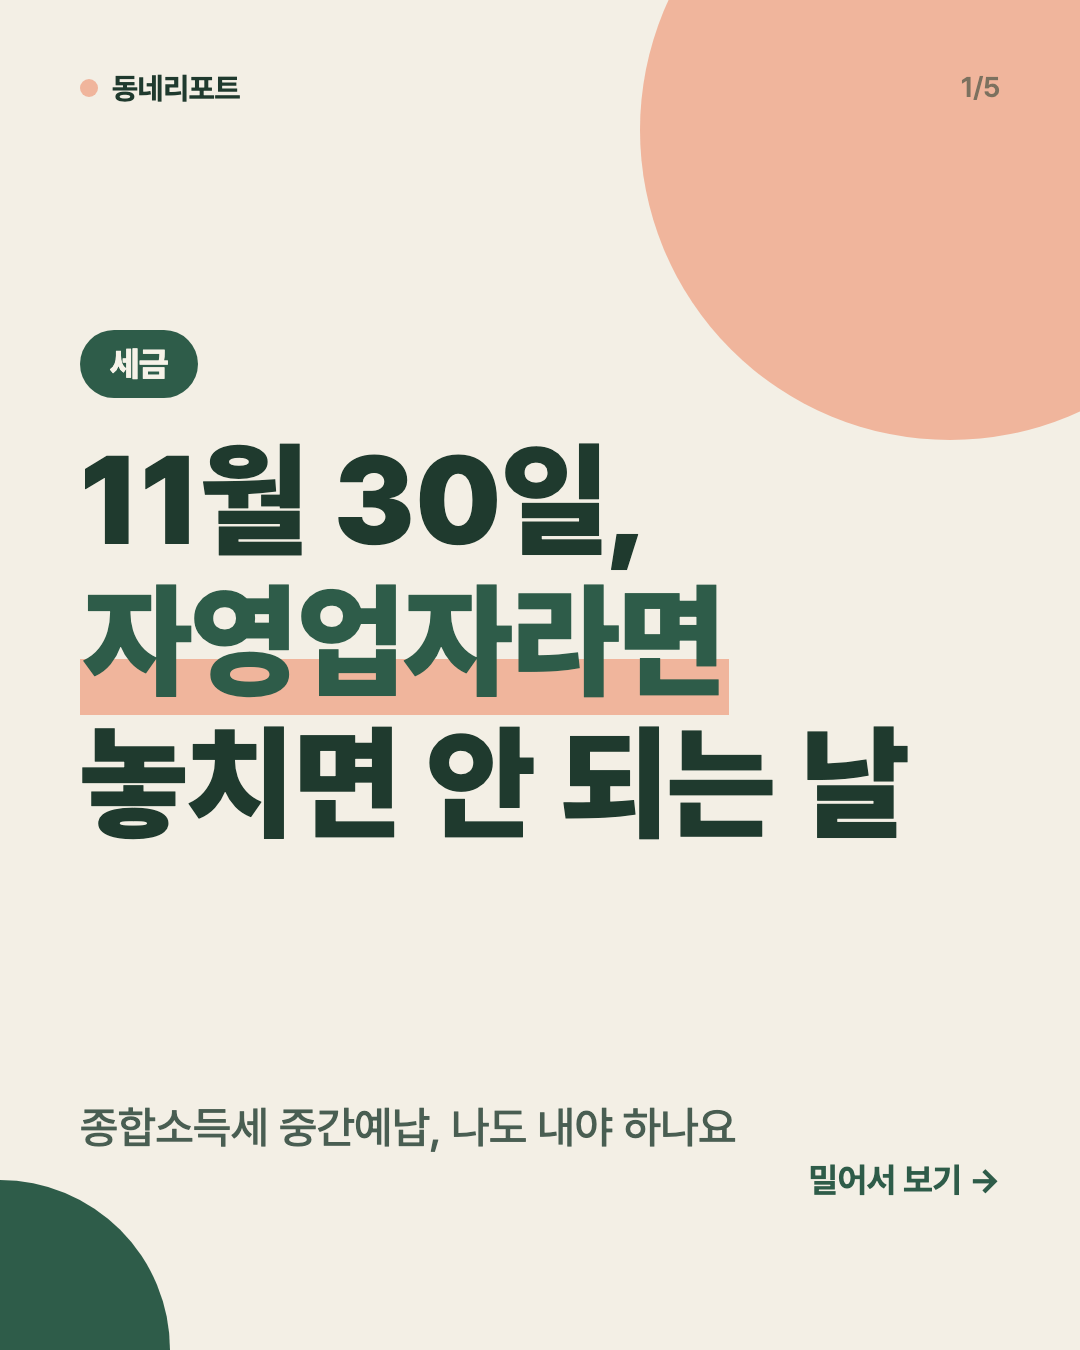 동네리포트
1/5
세금
11월 30일,
자영업자라면
놓치면 안 되는 날
종합소득세 중간예납, 나도 내야 하나요
밀어서 보기 →